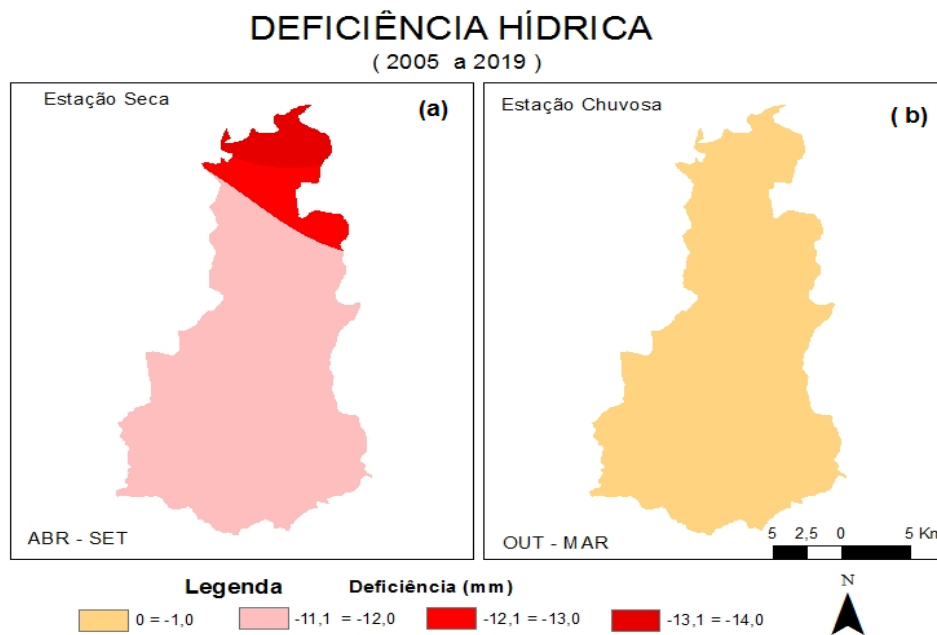 DEFICIÊNCIA HÍDRICA
( 2005 a 2019 )
Estação Seca
(a)
ABR - SET
Estação Chuvosa
( b)
OUT - MAR
5 2,5 0 5 Km
N
Legenda
Deficiência (mm)
0 = -1,0
-11,1 = -12,0
-12,1 = -13,0
-13,1 = -14,0